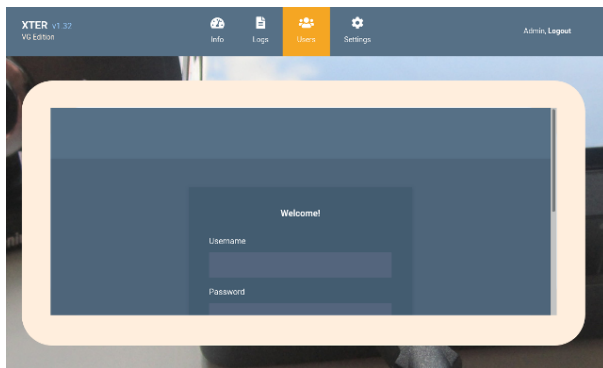 XTER v1.32
VG Edition
Info
Logs
Users
Settings
Admin, Logout
Welcome!
Username
Password